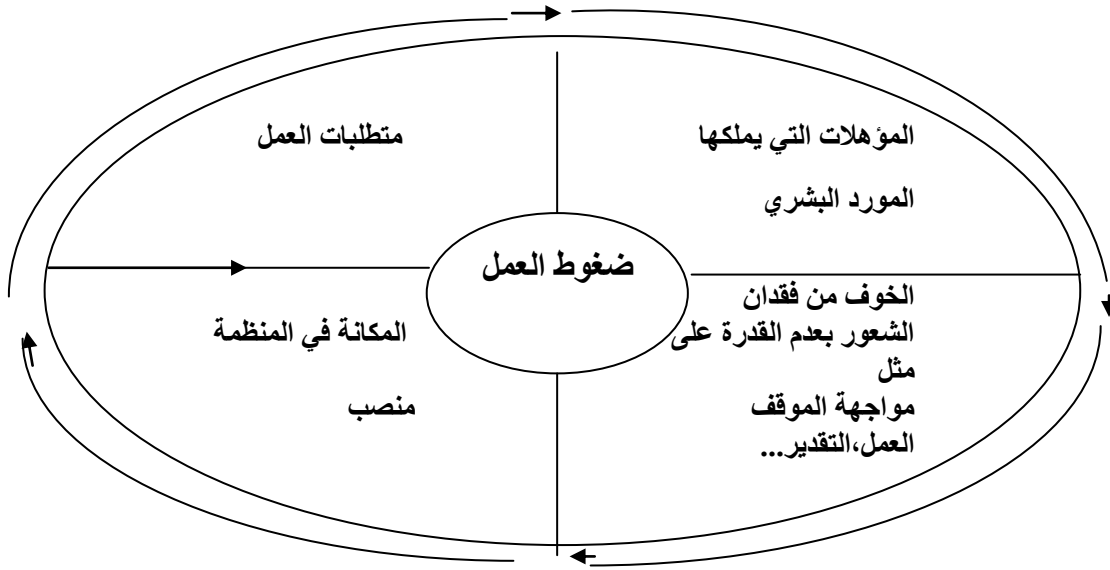 المؤهلات التي يملكها
المورد البشري
متطلبات العمل
ضغوط العمل
الخوف من فقدان
الشعور بعدم القدرة على
مثل
مواجهة الموقف
العمل،التقدير...
المكانة في المنظمة
منصب